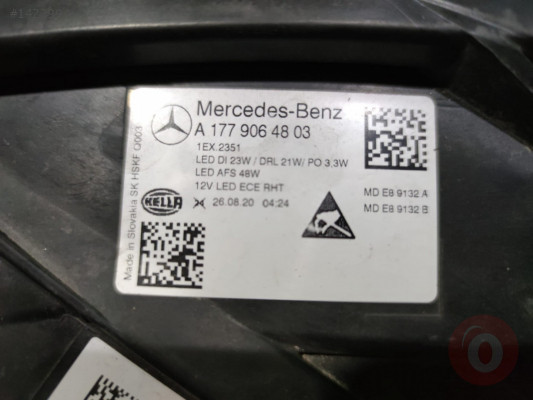 Mercedes-Benz
A 177 906 48 03
1EX.2351
LED DI 23W / DRL 21W/ PO 3.3W
LED AFS 48W
12V LED ECE RHT
HELLA
26.08.20 04:24
MD E8 9132 A
MD E8 9132 B
Made in Slovakia SK HSKF Q003